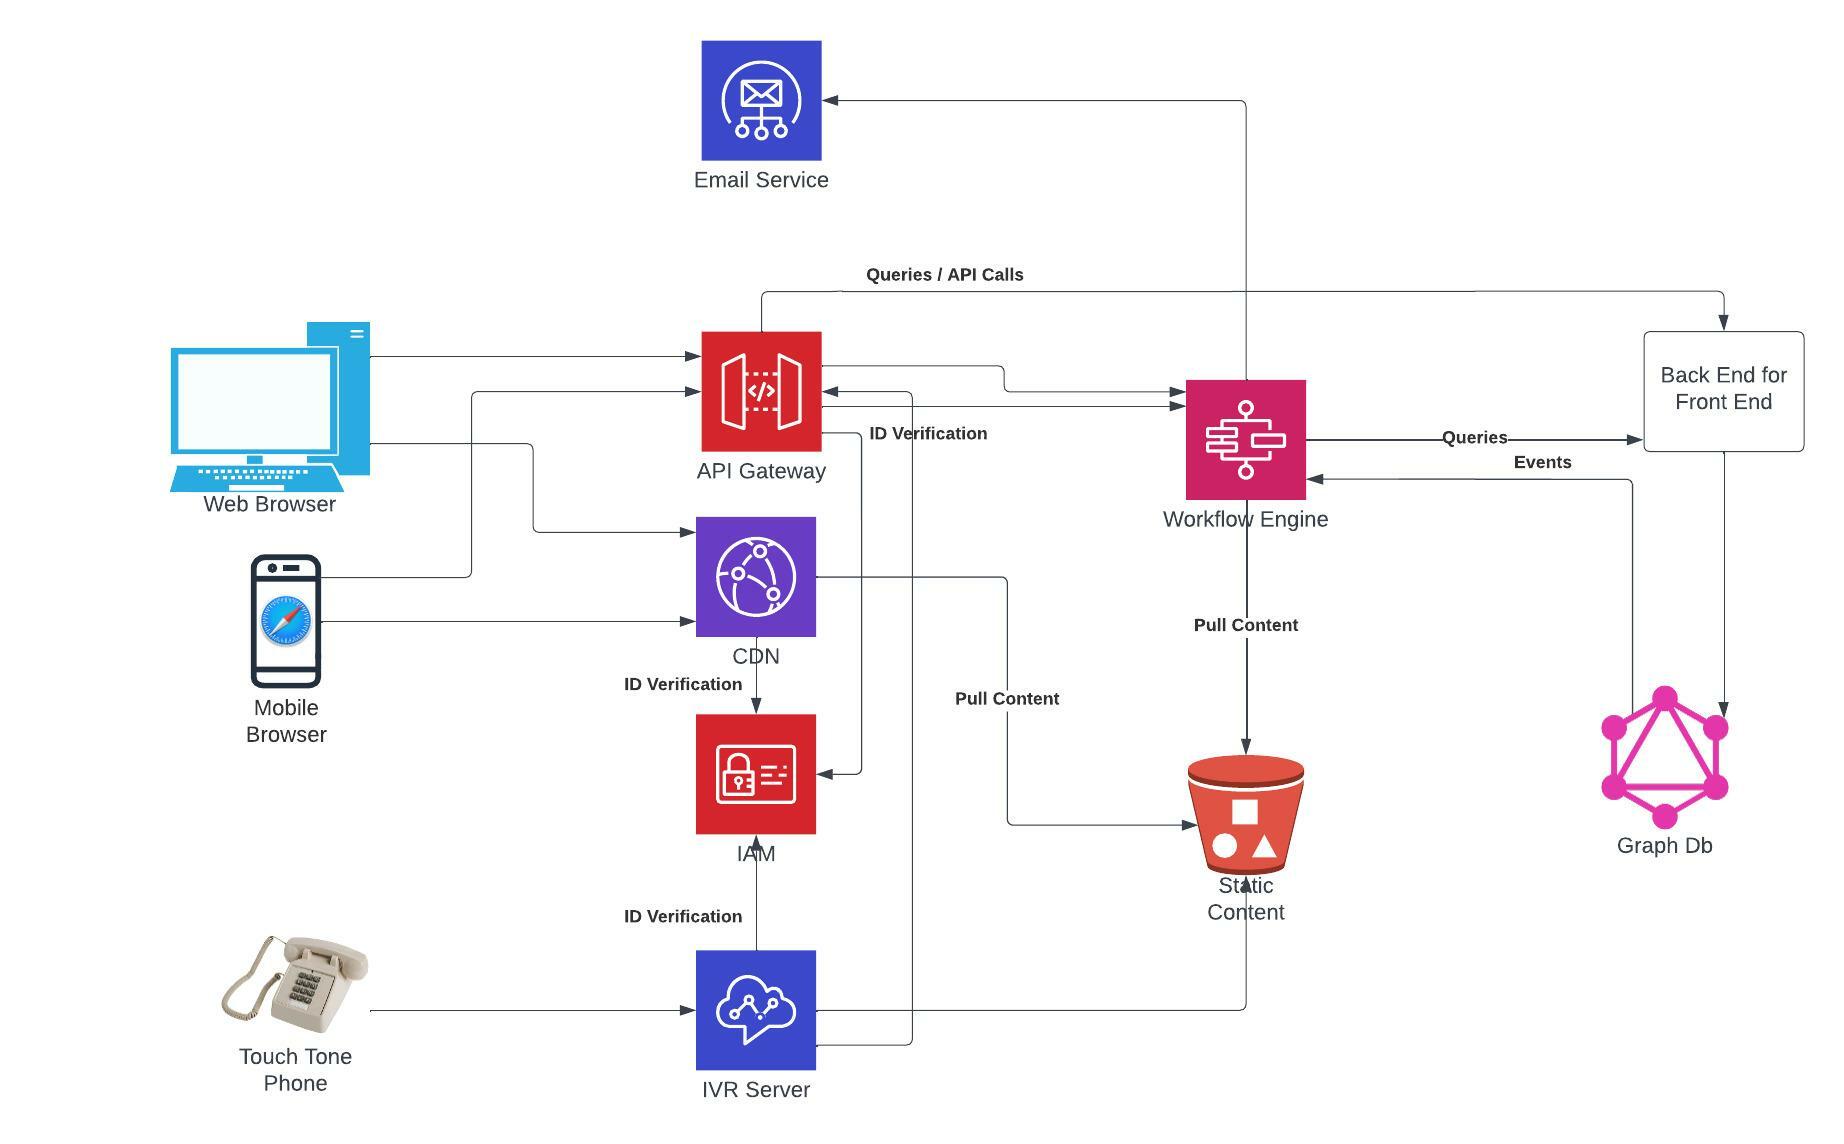 Email Service
Queries / API Calls
Back End for
Front End
</>
API Gateway
ID Verification
Queries
Events
Web Browser
Workflow Engine
Pull Content
CDN
ID Verification
Pull Content
Mobile
Browser
IAM
Graph Db
Static
Content
ID Verification
Touch Tone
Phone
IVR Server